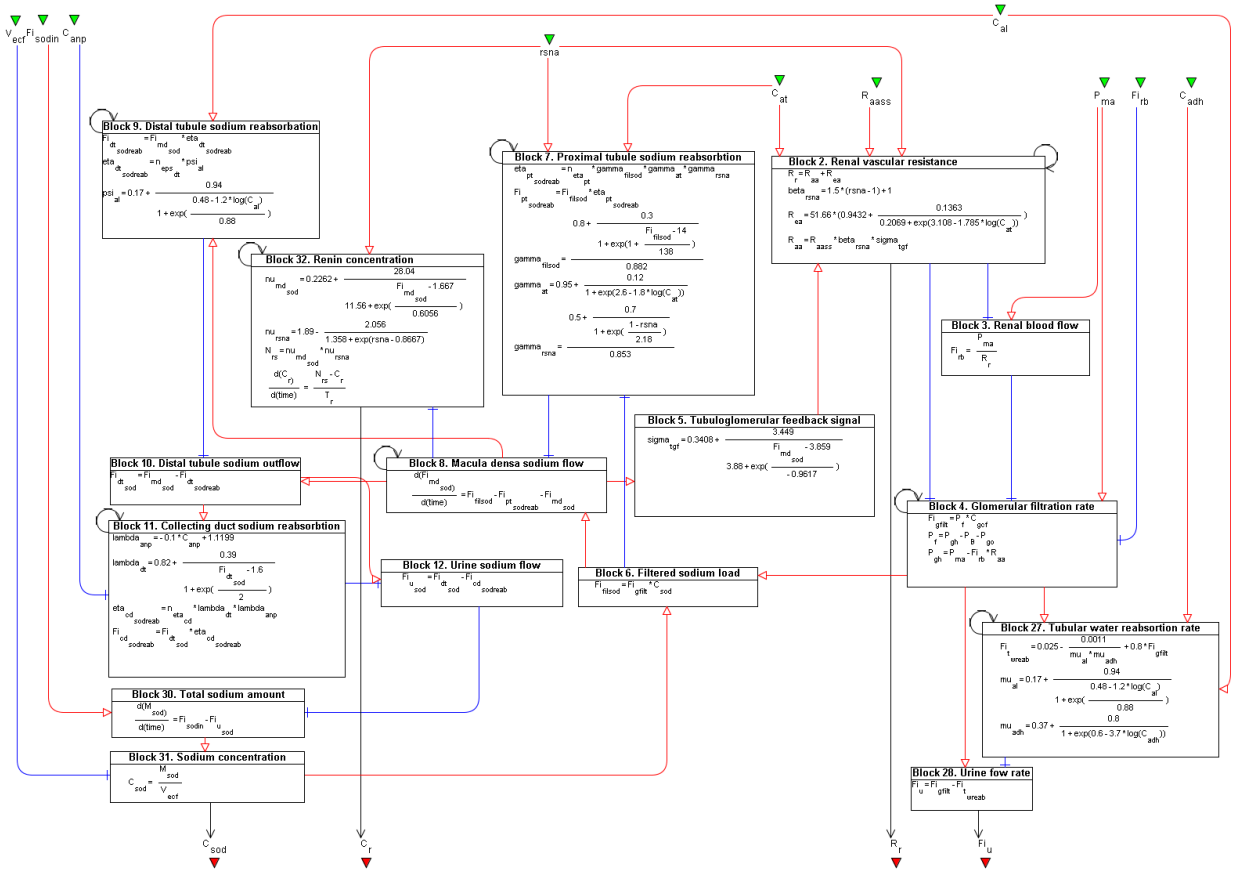 V_ecf Fi_sodin C_anp
C_al
rsna
C_at
R_aass
P_ma
Fi_rb
C_adh
Block 9. Distal tubule sodium reabsorbation
Fi_dt_sodreab = Fi_md_sod * eta_dt_sodreab
eta_dt_sodreab = n_eps_dt * psi_al
psi_al = 0.17 + 0.94 / (1 + exp((0.48 - 1.2 * log(C_al)) / 0.88))
Block 7. Proximal tubule sodium reabsorbtion
eta_pt_sodreab = n_eta_pt * gamma_filsod * gamma_at * gamma_rsna
Fi_pt_sodreab = Fi_filsod * eta_pt_sodreab
gamma_filsod = (0.8 + 0.3 / (1 + exp(1 + (Fi_filsod - 14) / 138))) / 0.882
gamma_at = 0.95 + 0.12 / (1 + exp(2.6 - 1.8 * log(C_at)))
gamma_rsna = (0.5 + 0.7 / (1 + exp((1 - rsna) / 2.18))) / 0.853
Block 2. Renal vascular resistance
R_r = R_aa + R_ea
beta_rsna = 1.5 * (rsna - 1) + 1
R_ea = 51.66 * (0.9432 + 0.1363 / (0.2069 + exp(3.108 - 1.785 * log(C_at))))
R_aa = R_aass * beta_rsna * sigma_tgf
Block 32. Renin concentration
nu_md_sod = 0.2262 + 28.04 / (11.56 + exp((Fi_md_sod - 1.667) / 0.6056))
nu_rsna = 1.89 - 2.056 / (1.358 + exp(rsna - 0.8667))
N_rs = nu_md_sod * nu_rsna
d(C_r) / d(time) = (N_rs - C_r) / T_r
Block 3. Renal blood flow
Fi_rb = P_ma / R_r
Block 5. Tubuloglomerular feedback signal
sigma_tgf = 0.3408 + 3.449 / (3.88 + exp((Fi_md_sod - 3.859) / - 0.9617))
Block 10. Distal tubule sodium outflow
Fi_dt_sod = Fi_md_sod - Fi_dt_sodreab
Block 8. Macula densa sodium flow
d(Fi_md_sod) / d(time) = Fi_filsod - Fi_pt_sodreab - Fi_md_sod
Block 4. Glomerular filtration rate
Fi_gfilt = P_f * C_gcf
P_f = P_gh - P_B - P_go
P_gh = P_ma - Fi_rb * R_aa
Block 11. Collecting duct sodium reabsorbtion
lambda_anp = - 0.1 * C_anp + 1.1199
lambda_dt = 0.82 + 0.39 / (1 + exp((Fi_dt_sod - 1.6) / 2))
eta_cd_sodreab = n_eta_cd * lambda_dt * lambda_anp
Fi_cd_sodreab = Fi_dt_sod * eta_cd_sodreab
Block 12. Urine sodium flow
Fi_u_sod = Fi_dt_sod - Fi_cd_sodreab
Block 6. Filtered sodium load
Fi_filsod = Fi_gfilt * C_sod
Block 27. Tubular water reabsortion rate
Fi_t_wreab = 0.025 - 0.0011 / (mu_al * mu_adh) + 0.8 * Fi_gfilt
mu_al = 0.17 + 0.94 / (1 + exp((0.48 - 1.2 * log(C_al)) / 0.88))
mu_adh = 0.37 + 0.8 / (1 + exp(0.6 - 3.7 * log(C_adh)))
Block 30. Total sodium amount
d(M_sod) / d(time) = Fi_sodin - Fi_u_sod
Block 31. Sodium concentration
C_sod = M_sod / V_ecf
Block 28. Urine fow rate
Fi_u = Fi_gfilt - Fi_t_wreab
C_sod
C_r
R_r
Fi_u